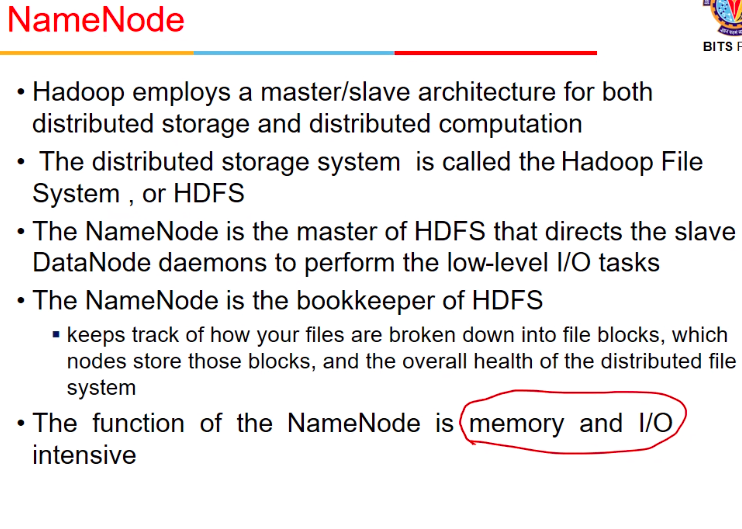 NameNode
BITS F
• Hadoop employs a master/slave architecture for both
distributed storage and distributed computation
• The distributed storage system is called the Hadoop File
System , or HDFS
• The NameNode is the master of HDFS that directs the slave
DataNode daemons to perform the low-level I/O tasks
• The NameNode is the bookkeeper of HDFS
▪ keeps track of how your files are broken down into file blocks, which
nodes store those blocks, and the overall health of the distributed file
system
• The function of the NameNode is memory and I/O
intensive